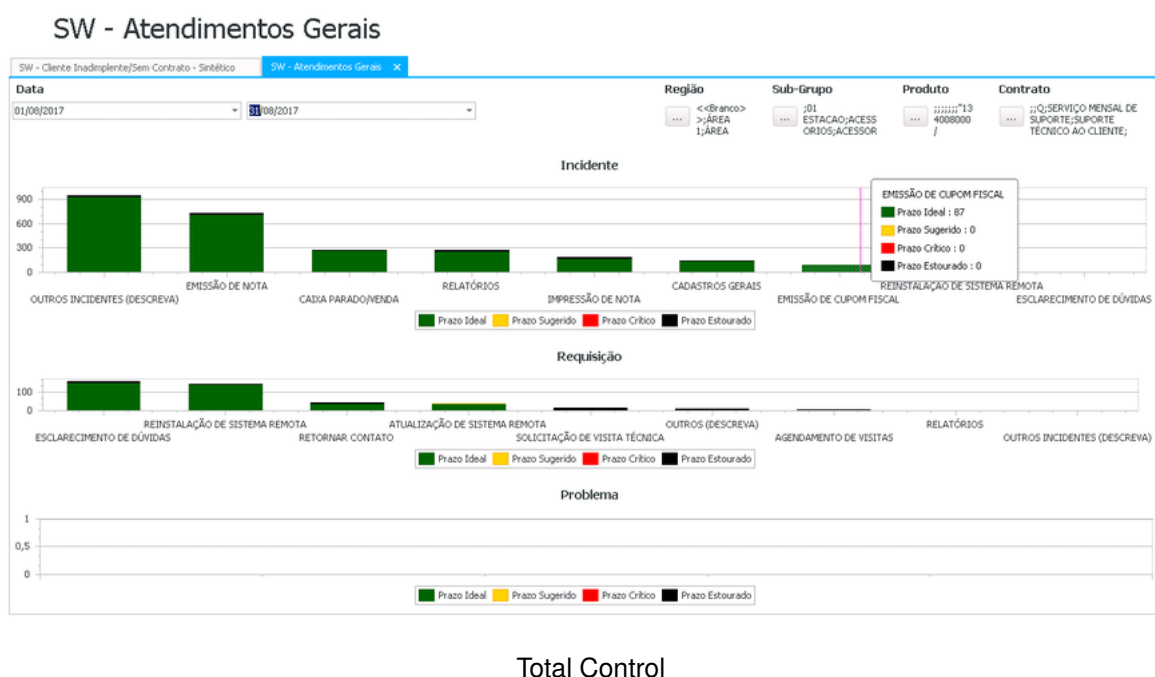 SW - Atendimentos Gerais
SW - Cliente Inadimplente/Sem Contrato - Sintético
SW - Atendimentos Gerais ×
Data
01/08/2017
31/08/2017
Região
...
<<Branco>
>;ÁREA
1;ÁREA
Sub-Grupo
...
;01
ESTACAO;ACESS
ORIOS;ACESSOR
Produto
...
;;;;;;;"13
4008000
/
Contrato
...
;;Q;SERVIÇO MENSAL DE
SUPORTE;SUPORTE
TÉCNICO AO CLIENTE;
Incidente
900
600
300
0
EMISSÃO DE CUPOM FISCAL
Prazo Ideal : 87
Prazo Sugerido : 0
Prazo Crítico : 0
Prazo Estourado : 0
OUTROS INCIDENTES (DESCREVA)
EMISSÃO DE NOTA
CAIXA PARADO/VENDA
RELATÓRIOS
IMPRESSÃO DE NOTA
CADASTROS GERAIS
EMISSÃO DE CUPOM FISCAL
REINSTALAÇÃO DE SISTEMA REMOTA
ESCLARECIMENTO DE DÚVIDAS
Prazo Ideal Prazo Sugerido Prazo Crítico Prazo Estourado
Requisição
100
0
ESCLARECIMENTO DE DÚVIDAS
REINSTALAÇÃO DE SISTEMA REMOTA
RETORNAR CONTATO
ATUALIZAÇÃO DE SISTEMA REMOTA
SOLICITAÇÃO DE VISITA TÉCNICA
OUTROS (DESCREVA)
AGENDAMENTO DE VISITAS
RELATÓRIOS
OUTROS INCIDENTES (DESCREVA)
Prazo Ideal Prazo Sugerido Prazo Crítico Prazo Estourado
Problema
1
0,5
0
Prazo Ideal Prazo Sugerido Prazo Crítico Prazo Estourado
Total Control